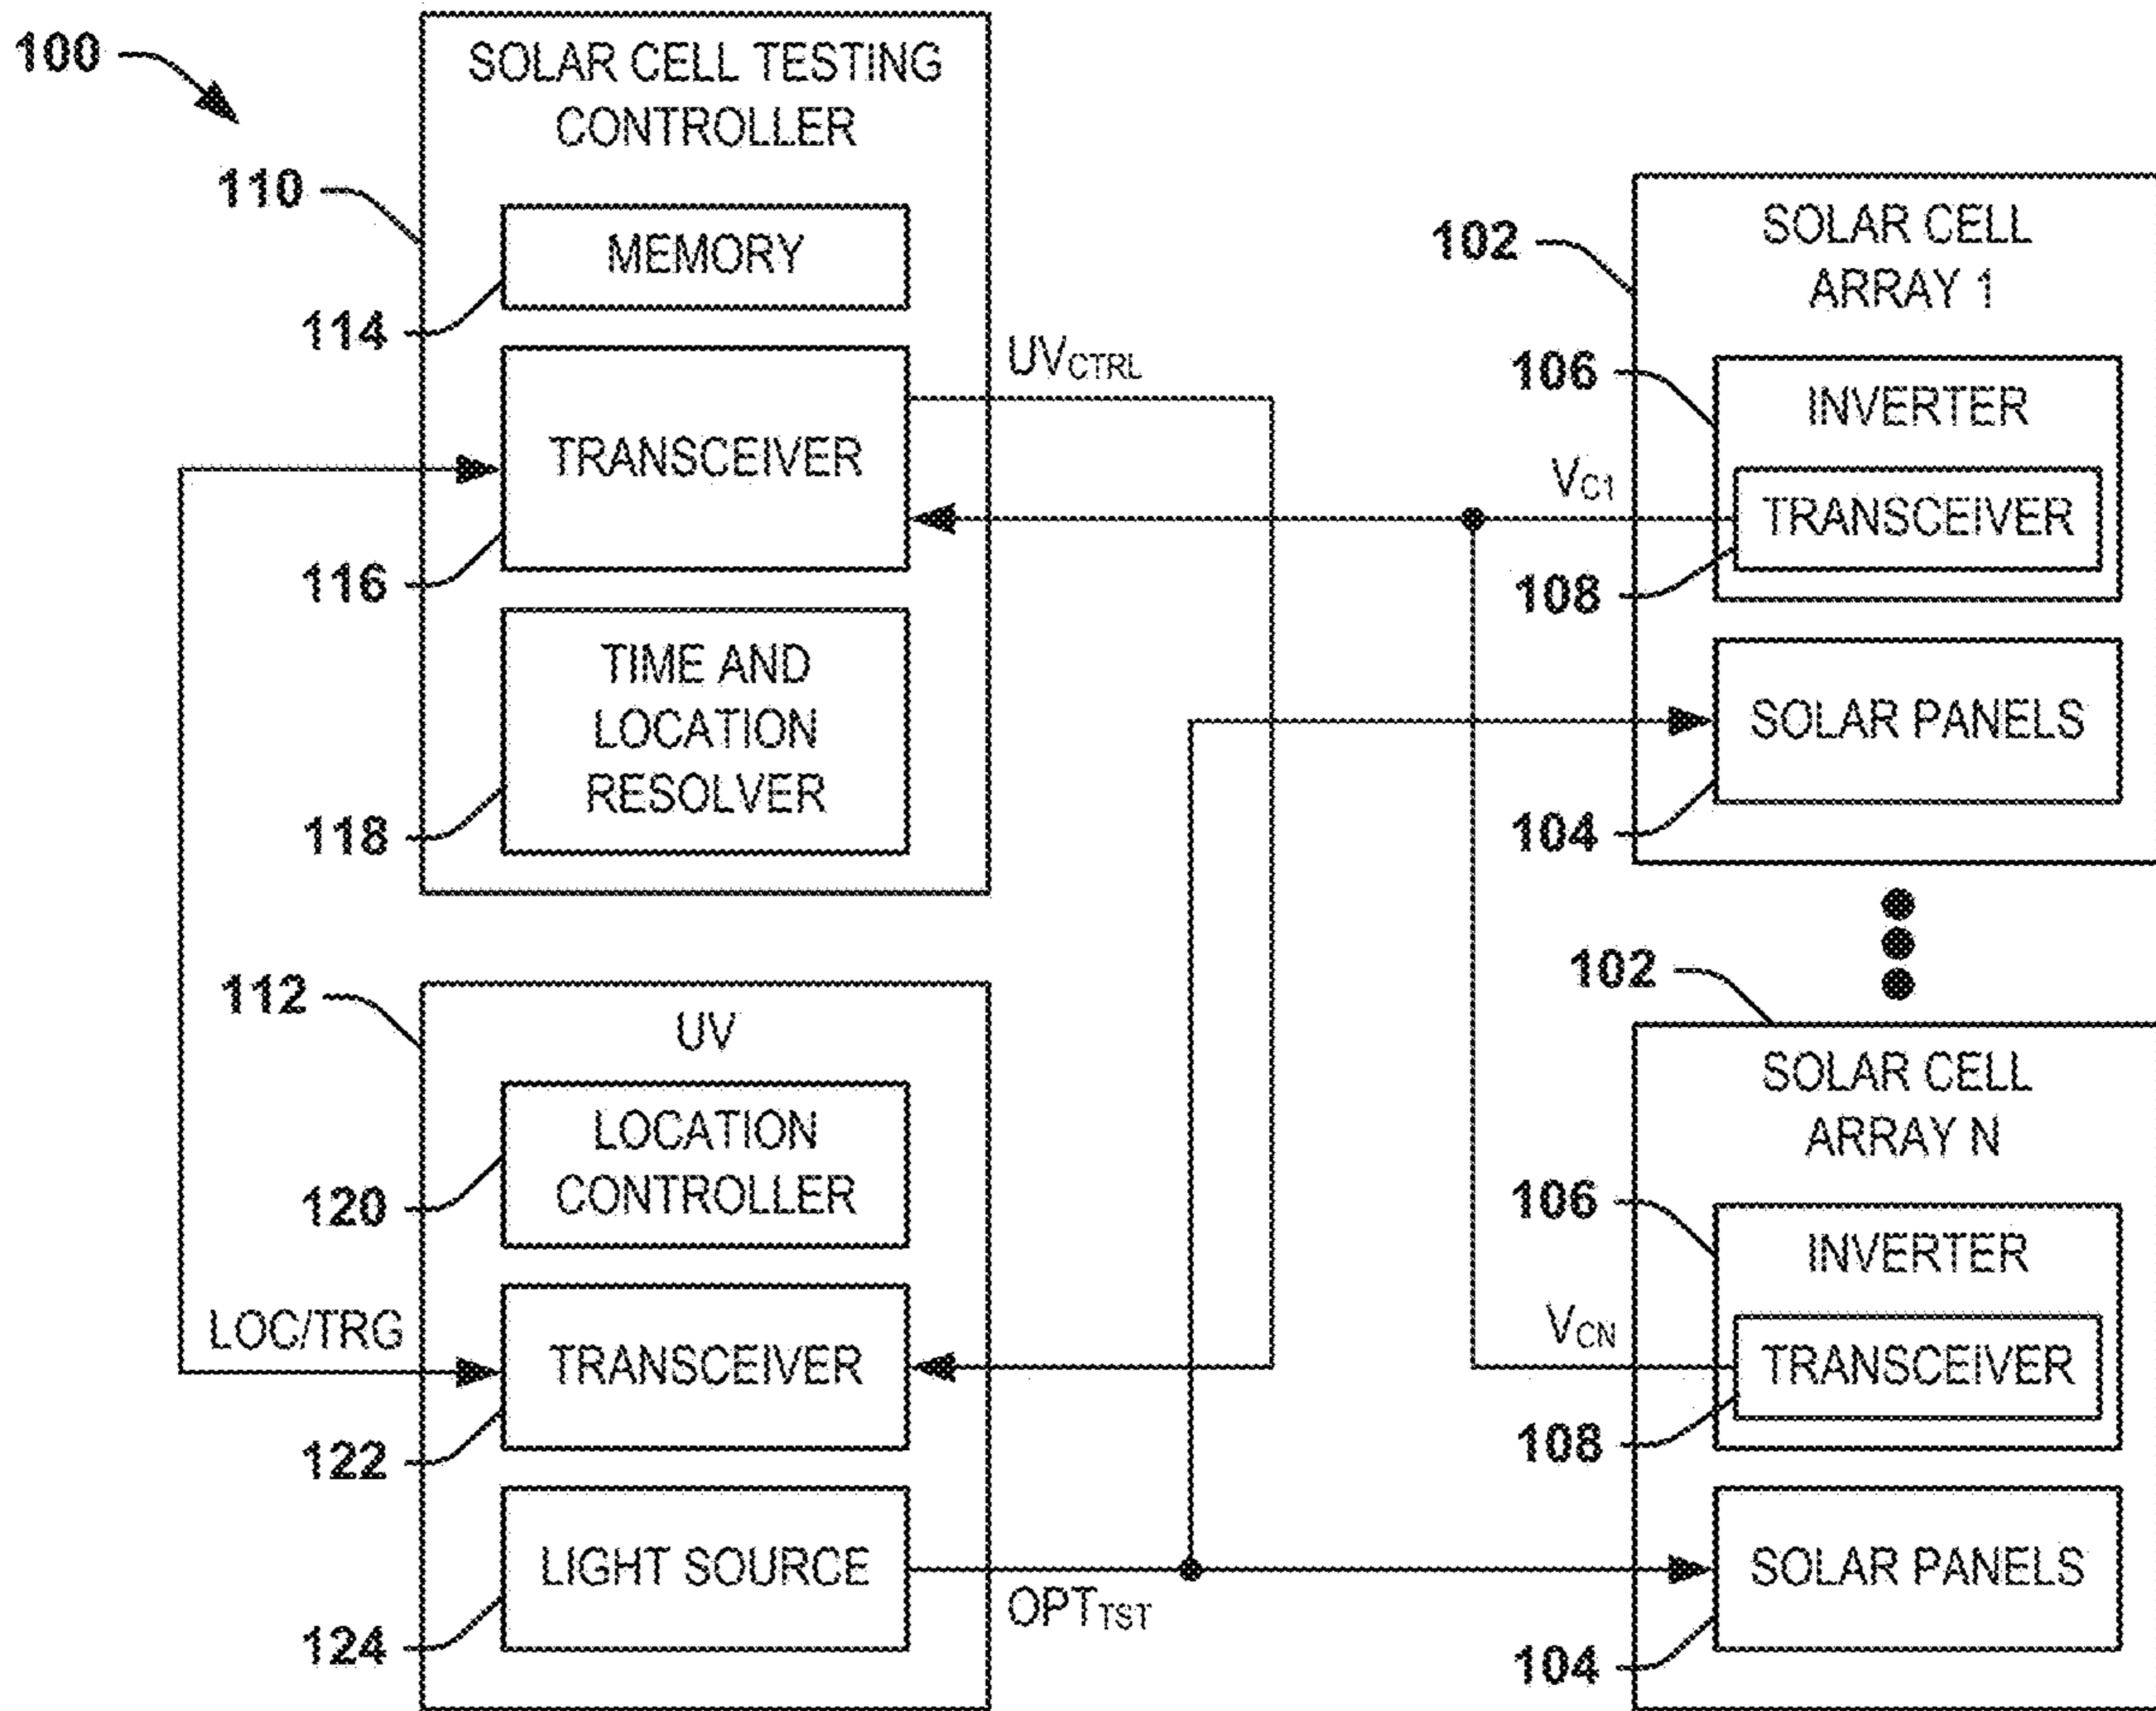 100
SOLAR CELL TESTING
CONTROLLER
110
MEMORY
114
TRANSCEIVER
116
TIME AND
LOCATION
RESOLVER
118
UVCTRL
112
UV
LOCATION
CONTROLLER
120
LOC/TRG
TRANSCEIVER
122
LIGHT SOURCE
124
OPTTST
102
SOLAR CELL
ARRAY 1
106
INVERTER
VC1
TRANSCEIVER
108
SOLAR PANELS
104
102
SOLAR CELL
ARRAY N
106
INVERTER
VCN
TRANSCEIVER
108
SOLAR PANELS
104